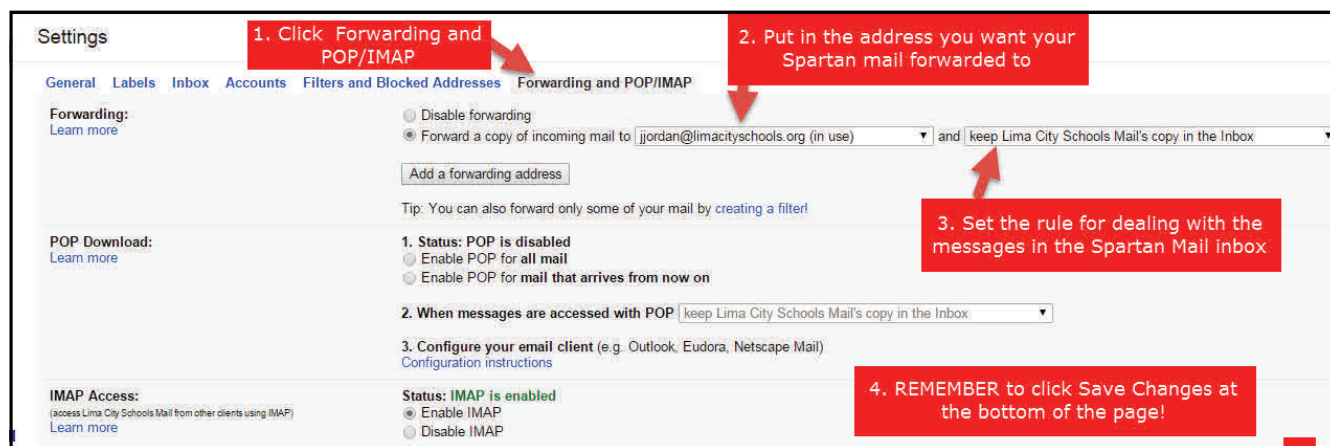 Settings
1. Click Forwarding and
POP/IMAP
2. Put in the address you want your
Spartan mail forwarded to
General Labels Inbox Accounts Filters and Blocked Addresses Forwarding and POP/IMAP
Forwarding:
Learn more
Disable forwarding
Forward a copy of incoming mail to jjordan@limacityschools.org (in use) and keep Lima City Schools Mail's copy in the Inbox
Add a forwarding address
Tip: You can also forward only some of your mail by creating a filter!
3. Set the rule for dealing with the
messages in the Spartan Mail inbox
POP Download:
Learn more
1. Status: POP is disabled
Enable POP for all mail
Enable POP for mail that arrives from now on
2. When messages are accessed with POP keep Lima City Schools Mail's copy in the Inbox
3. Configure your email client (e.g. Outlook, Eudora, Netscape Mail)
Configuration instructions
4. REMEMBER to click Save Changes at
the bottom of the page!
IMAP Access:
(access Lima City Schools Mail from other clients using IMAP)
Learn more
Status: IMAP is enabled
Enable IMAP
Disable IMAP